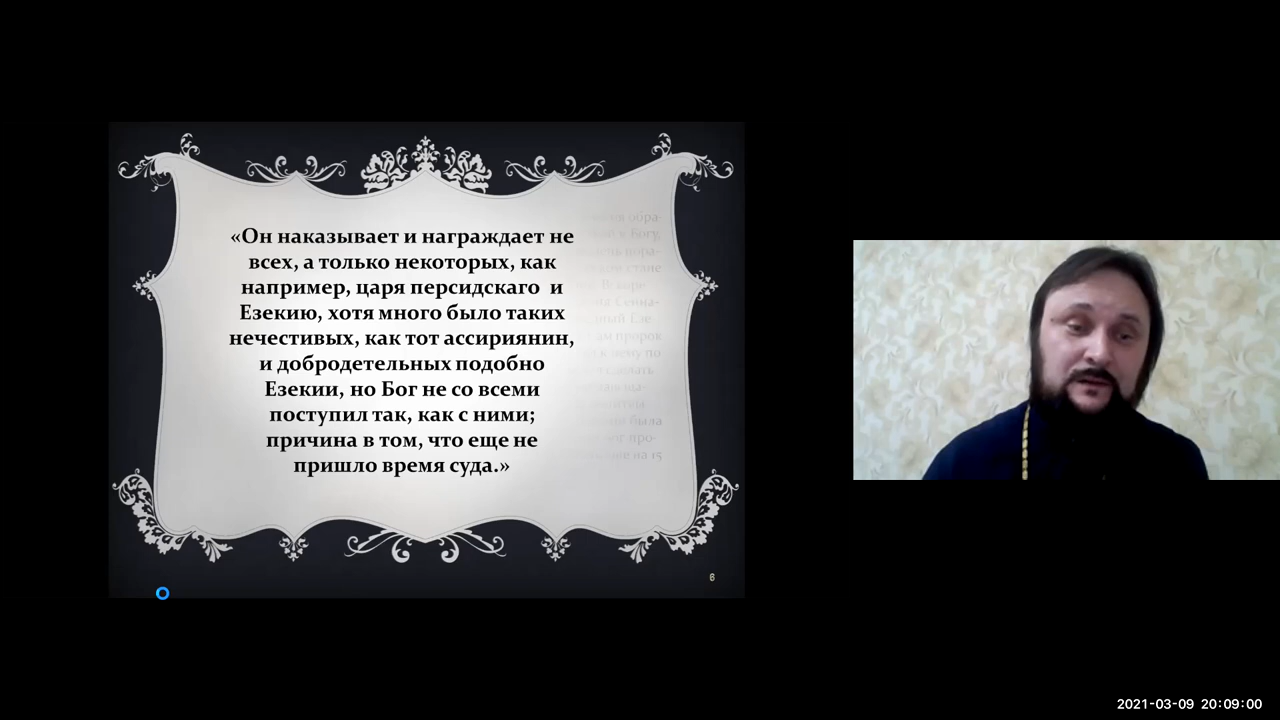 «Он наказывает и награждает не
всех, а только некоторых, как
например, царя персидскаго и
Езекию, хотя много было таких
нечестивых, как тот ассириянин,
и добродетельных подобно
Езекии, но Бог не со всеми
поступил так, как с ними;
причина в том, что еще не
пришло время суда.»
6
2021-03-09 20:09:00